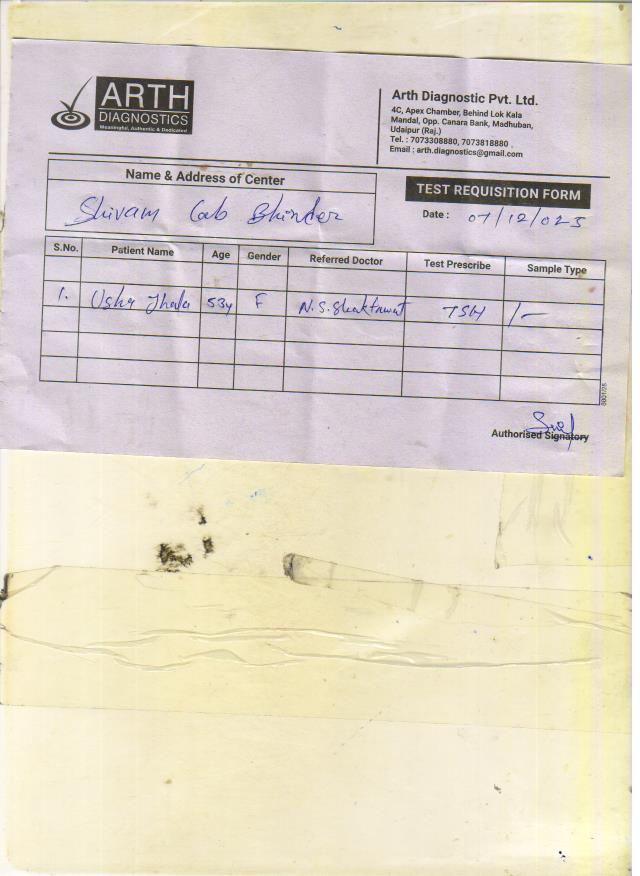 ARTH
DIAGNOSTICS
Meaningful, Authentic & Dedicated
Arth Diagnostic Pvt. Ltd.
4C, Apex Chamber, Behind Lok Kala
Mandal, Opp. Canara Bank, Madhuban,
Udaipur (Raj.)
Tel. : 7073308880, 7073818880
Email : arth.diagnostics@gmail.com
Name & Address of Center
Shivam Lab Bhinder
TEST REQUISITION FORM
Date : 07/12/025
S.No. Patient Name Age Gender Referred Doctor Test Prescribe Sample Type
1. Usha Jhala 53y F N.S. Shaktawat TSH
Authorised Signatory